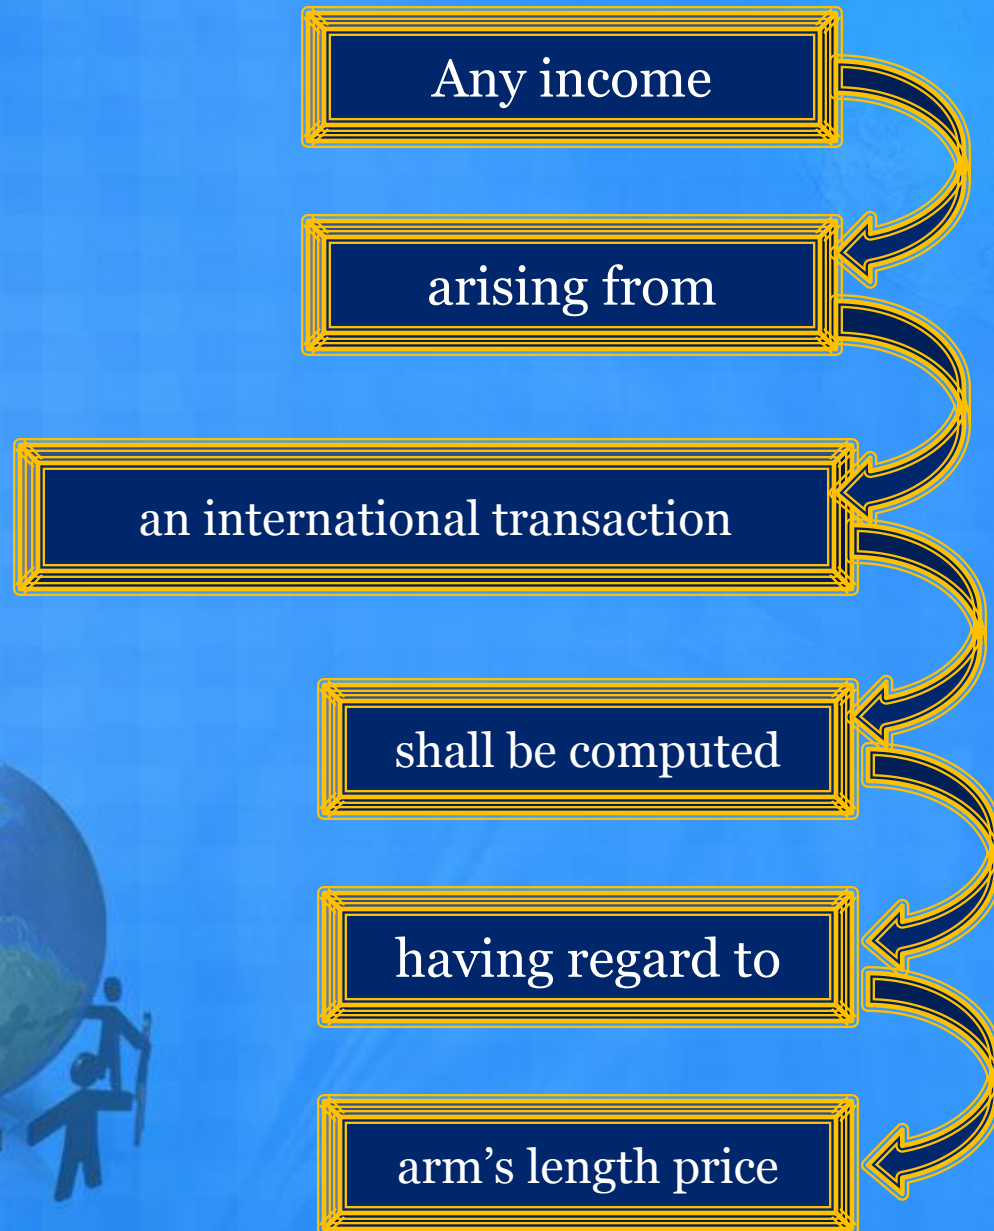 Any income
arising from
an international transaction
shall be computed
having regard to
arm’s length price